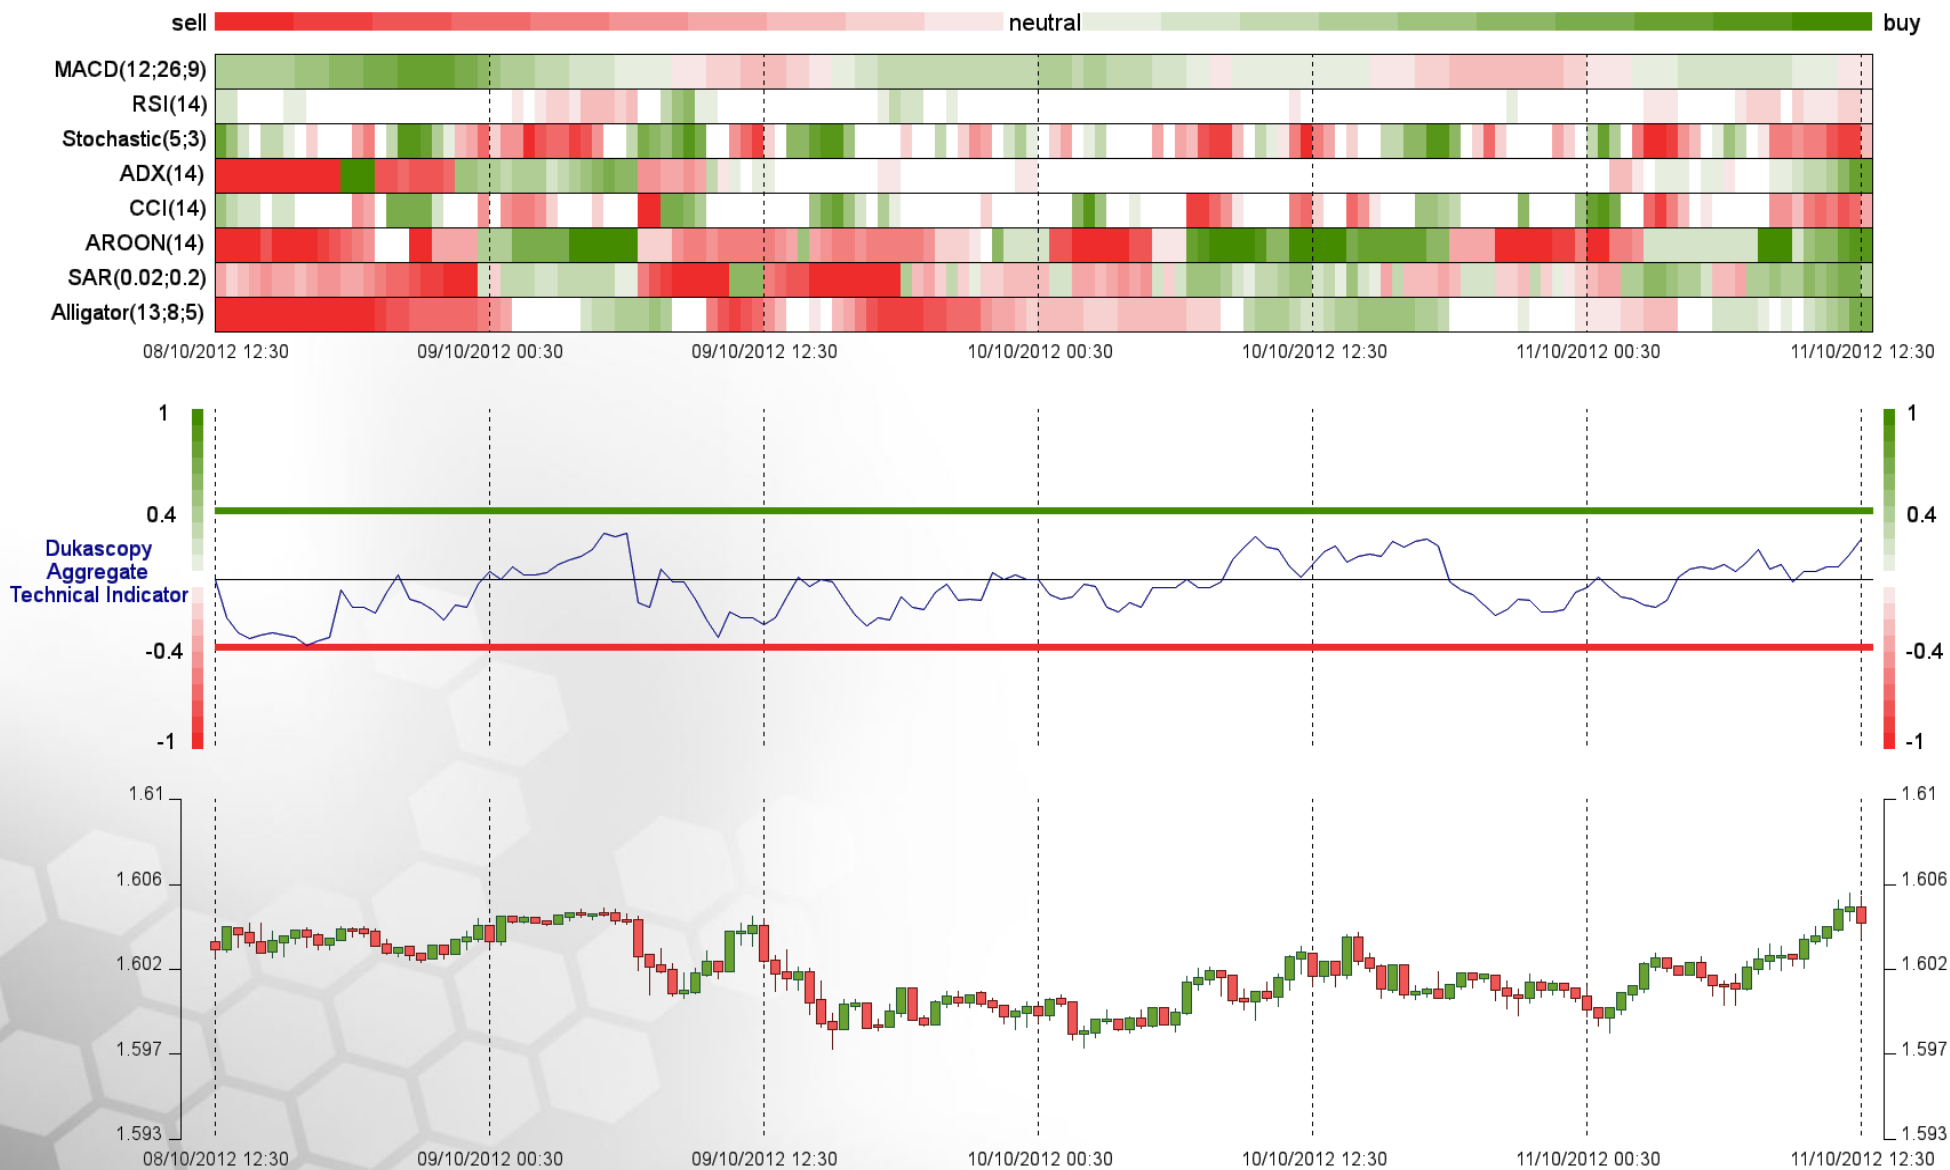 sell neutral buy
MACD(12;26;9)
RSI(14)
Stochastic(5;3)
ADX(14)
CCI(14)
AROON(14)
SAR(0.02;0.2)
Alligator(13;8;5)
08/10/2012 12:30 09/10/2012 00:30 09/10/2012 12:30 10/10/2012 00:30 10/10/2012 12:30 11/10/2012 00:30 11/10/2012 12:30
1 1
0.4 0.4
Dukascopy
Aggregate
Technical Indicator
-0.4 -0.4
-1 -1
1.61 1.61
1.606 1.606
1.602 1.602
1.597 1.597
1.593 1.593
08/10/2012 12:30 09/10/2012 00:30 09/10/2012 12:30 10/10/2012 00:30 10/10/2012 12:30 11/10/2012 00:30 11/10/2012 12:30